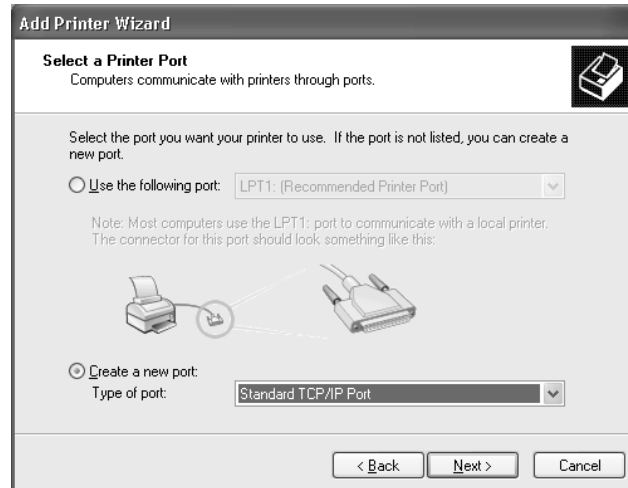 Add Printer Wizard
Select a Printer Port
Computers communicate with printers through ports.
Select the port you want your printer to use. If the port is not listed, you can create a
new port.
Use the following port: LPT1: (Recommended Printer Port)
Note: Most computers use the LPT1: port to communicate with a local printer.
The connector for this port should look something like this:
Create a new port:
Type of port: Standard TCP/IP Port
< Back Next > Cancel